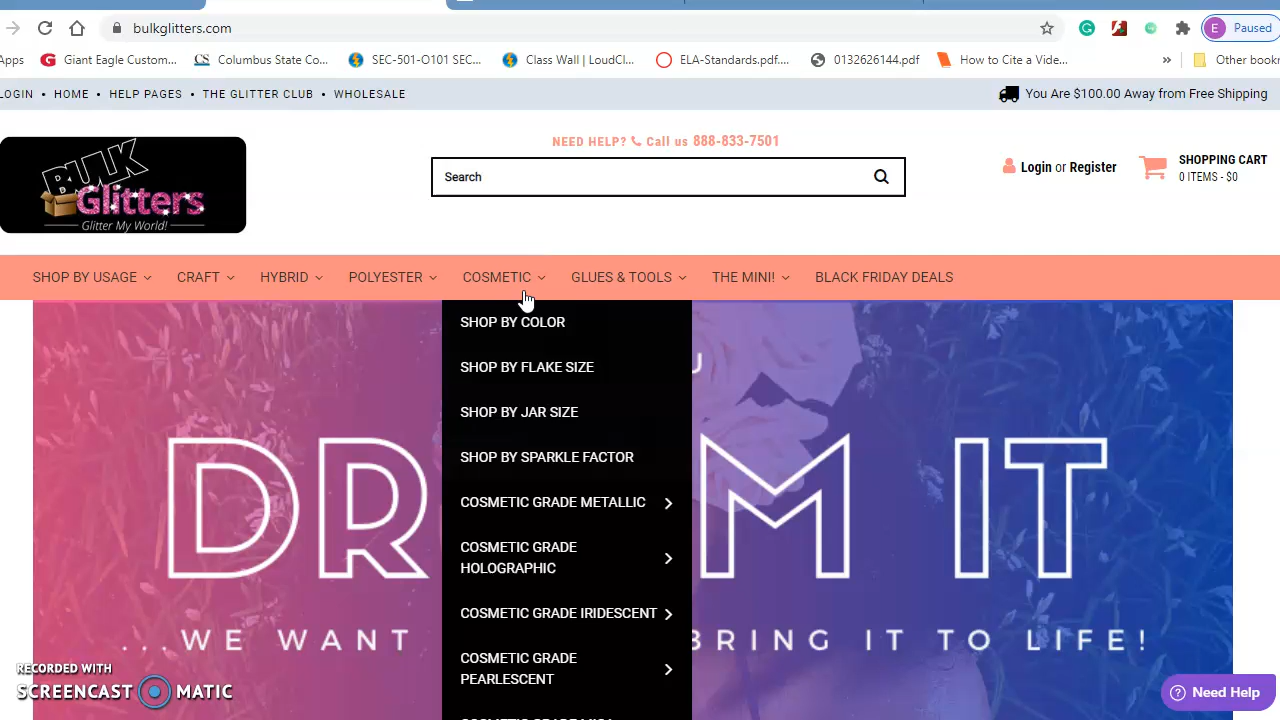 bulkglitters.com
E Paused
Apps Giant Eagle Custom... CS Columbus State Co... SEC-501-O101 SEC... Class Wall | LoudCl... ELA-Standards.pdf.... 0132626144.pdf How to Cite a Vide... » Other bookr
LOGIN • HOME • HELP PAGES • THE GLITTER CLUB • WHOLESALE
You Are $100.00 Away from Free Shipping
BULK
Glitters
Glitter My World!
NEED HELP? Call us 888-833-7501
Search
Login or Register
SHOPPING CART
0 ITEMS - $0
SHOP BY USAGE CRAFT HYBRID POLYESTER COSMETIC GLUES & TOOLS THE MINI! BLACK FRIDAY DEALS
SHOP BY COLOR
SHOP BY FLAKE SIZE
SHOP BY JAR SIZE
SHOP BY SPARKLE FACTOR
COSMETIC GRADE METALLIC
COSMETIC GRADE
HOLOGRAPHIC
COSMETIC GRADE IRIDESCENT
COSMETIC GRADE
PEARLESCENT
U
DR M IT
...WE WANT BRING IT TO LIFE!
RECORDED WITH
SCREENCAST MATIC
? Need Help